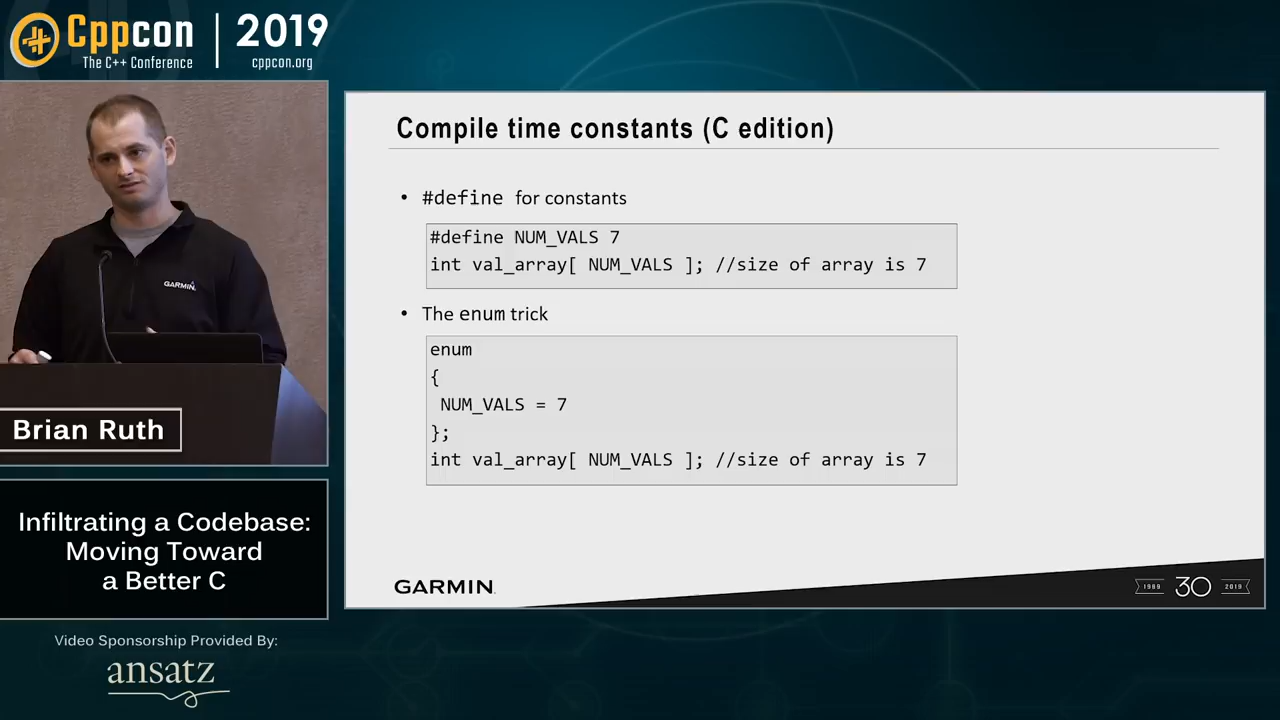 Cppcon
The C++ Conference
2019
cppcon.org
GARMIN
Brian Ruth
Infiltrating a Codebase:
Moving Toward
a Better C
Video Sponsorship Provided By:
ansatz
Compile time constants (C edition)
• #define for constants
#define NUM_VALS 7
int val_array[ NUM_VALS ]; //size of array is 7
• The enum trick
enum
{
NUM_VALS = 7
};
int val_array[ NUM_VALS ]; //size of array is 7
GARMIN
1989 30 2019